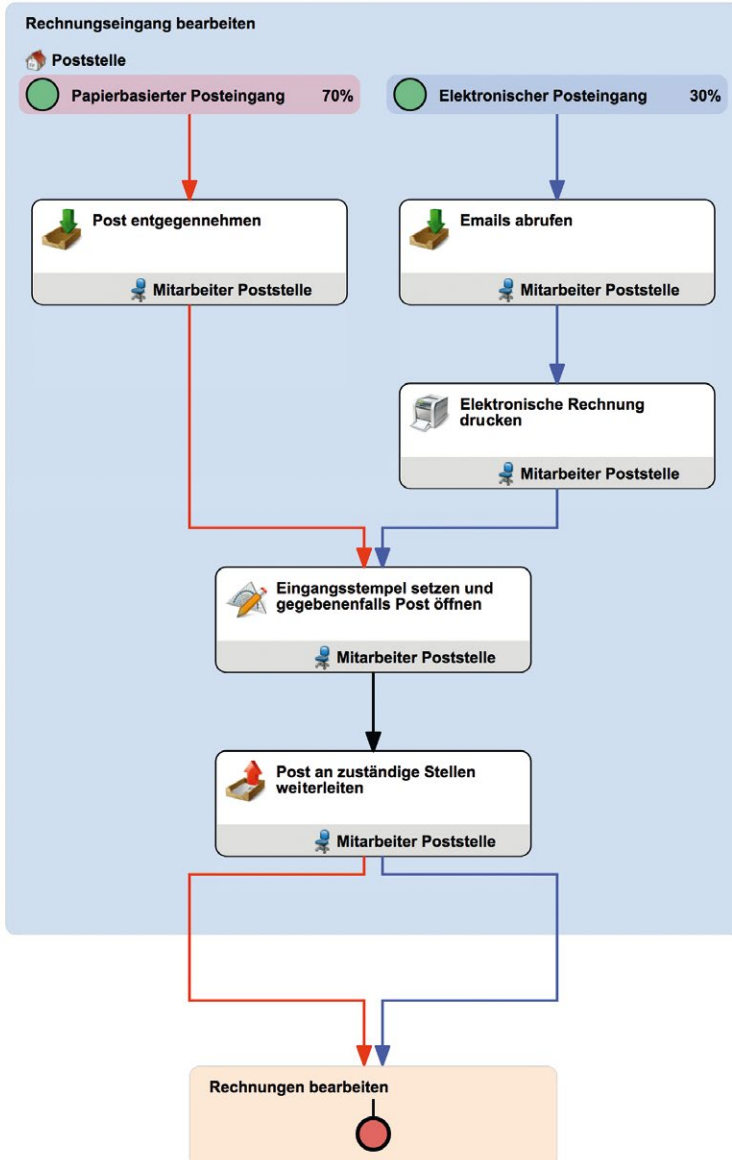 Rechnungseingang bearbeiten
Poststelle
Papierbasierter Posteingang 70%
Elektronischer Posteingang 30%
Post entgegennehmen
Mitarbeiter Poststelle
Emails abrufen
Mitarbeiter Poststelle
Elektronische Rechnung
drucken
Mitarbeiter Poststelle
Eingangsstempel setzen und
gegebenenfalls Post öffnen
Mitarbeiter Poststelle
Post an zuständige Stellen
weiterleiten
Mitarbeiter Poststelle
Rechnungen bearbeiten